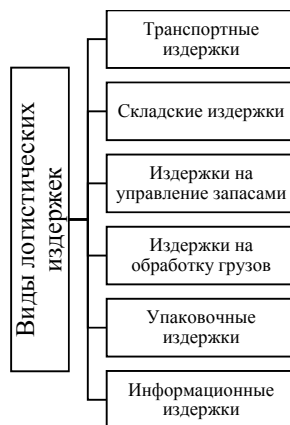 Виды логистических
издержек
Транспортные
издержки
Складские издержки
Издержки на
управление запасами
Издержки на
обработку грузов
Упаковочные
издержки
Информационные
издержки